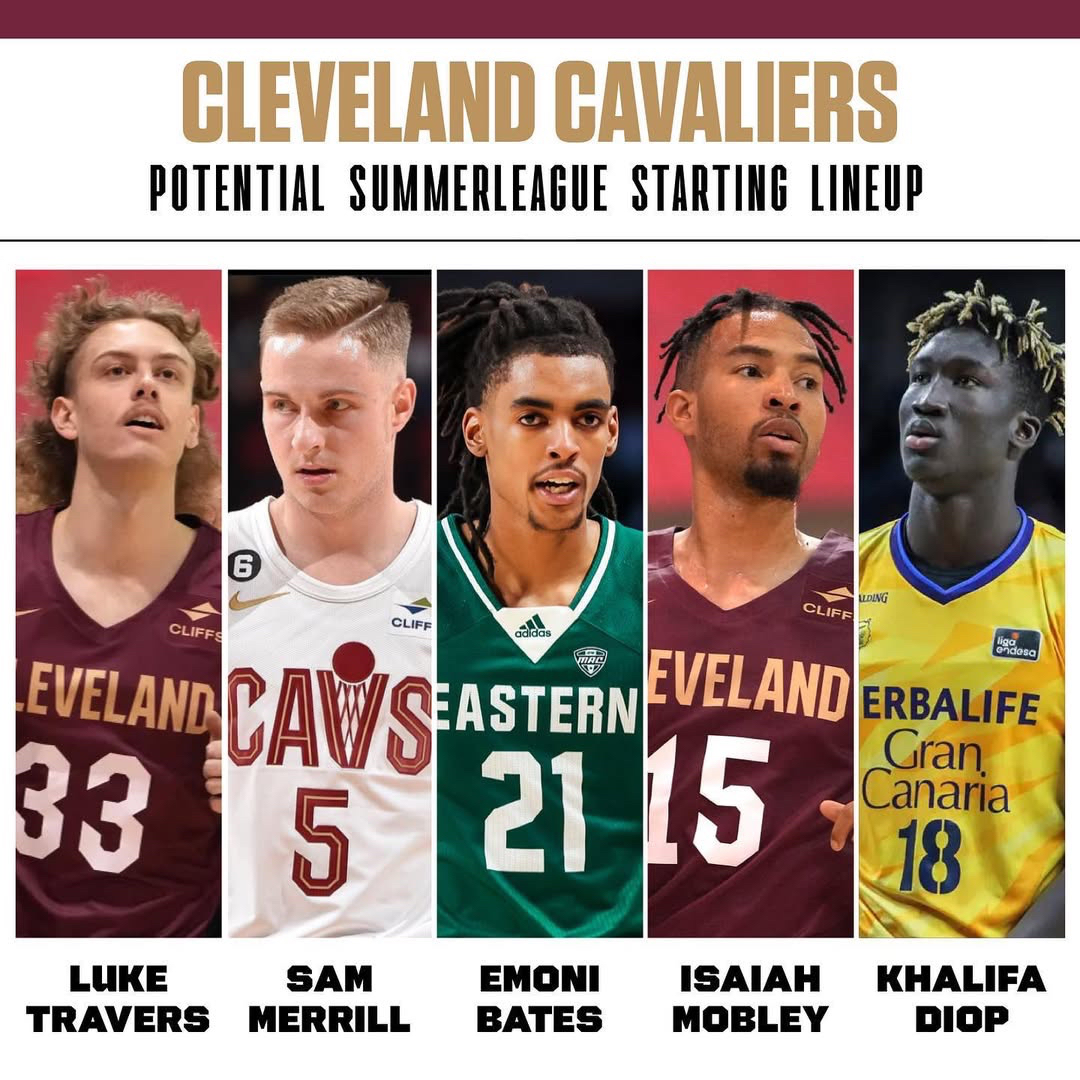 CLEVELAND CAVALIERS
POTENTIAL SUMMERLEAGUE STARTING LINEUP
CLIFFS
LEVELAND
33
6
CLIFF
CAVS
5
adidas
MAC
EASTERN
21
CLIFF
EVELAND
15
ALDING
liga
endesa
ERBALIFE
Gran
Canaria
18
LUKE
TRAVERS
SAM
MERRILL
EMONI
BATES
ISAIAH
MOBLEY
KHALIFA
DIOP